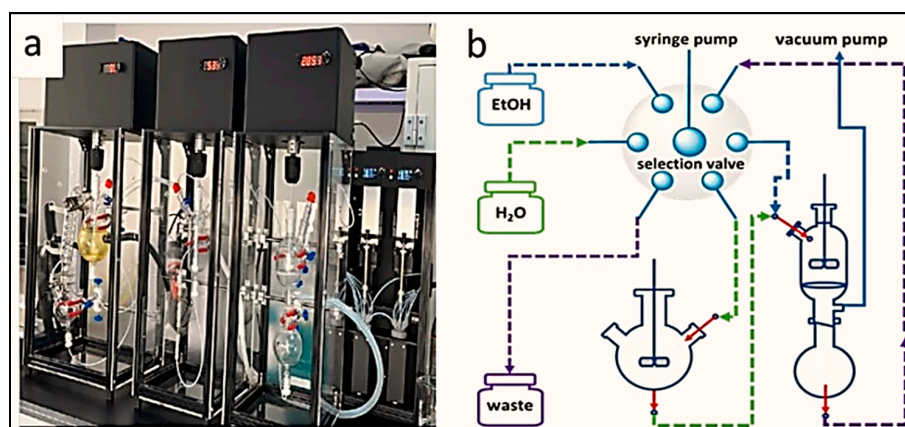 a
b
syringe pump
vacuum pump
EtOH
selection valve
H₂O
waste